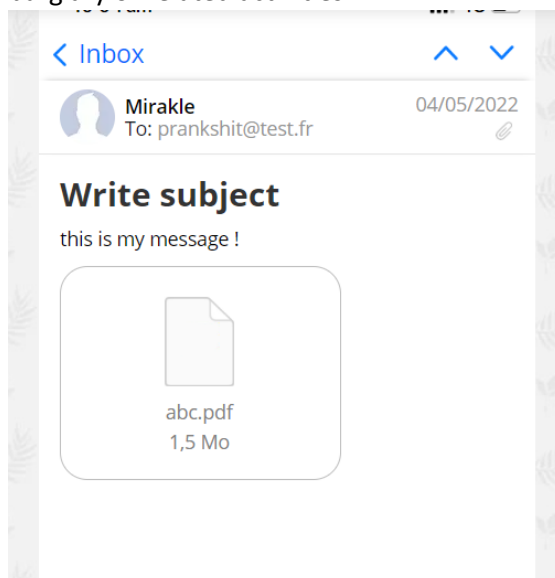 Inbox
Mirakle
04/05/2022
To: prankshit@test.fr
Write subject
this is my message !
abc.pdf
1,5 Mo